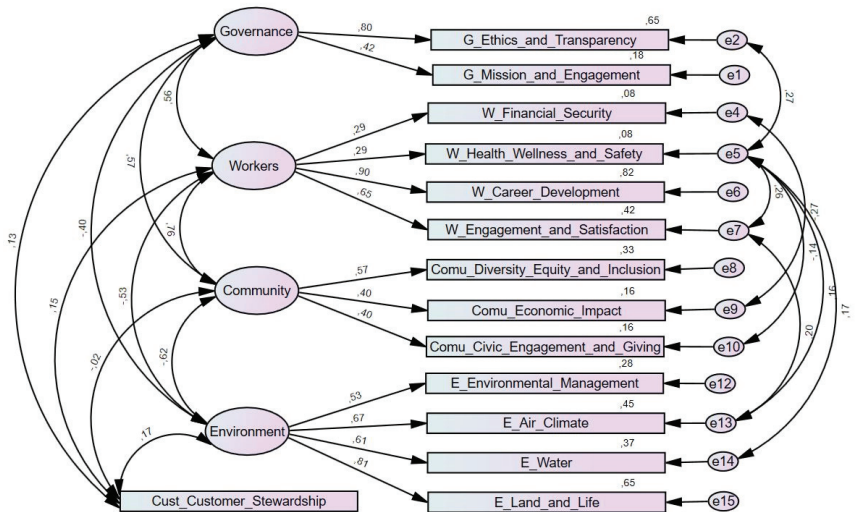 Governance
,80
,42
,65
G_Ethics_and_Transparency
e2
,18
G_Mission_and_Engagement
e1
,08
W_Financial_Security
e4
,27
,56
,29
,08
Workers
,29
W_Health_Wellness_and_Safety
e5
,57
,90
,82
W_Career_Development
e6
,65
,26
,42
W_Engagement_and_Satisfaction
e7
-,27
,13
-,40
,76
,33
-,14
,57
Comu_Diversity_Equity_and_Inclusion
e8
Community
,40
,16
,16
,17
,15
-,53
Comu_Economic_Impact
e9
,40
,16
,20
Comu_Civic_Engagement_and_Giving
e10
-,02
-,62
,28
,53
E_Environmental_Management
e12
,67
,45
E_Air_Climate
e13
Environment
,61
,37
,17
E_Water
e14
,81
,65
Cust_Customer_Stewardship
E_Land_and_Life
e15